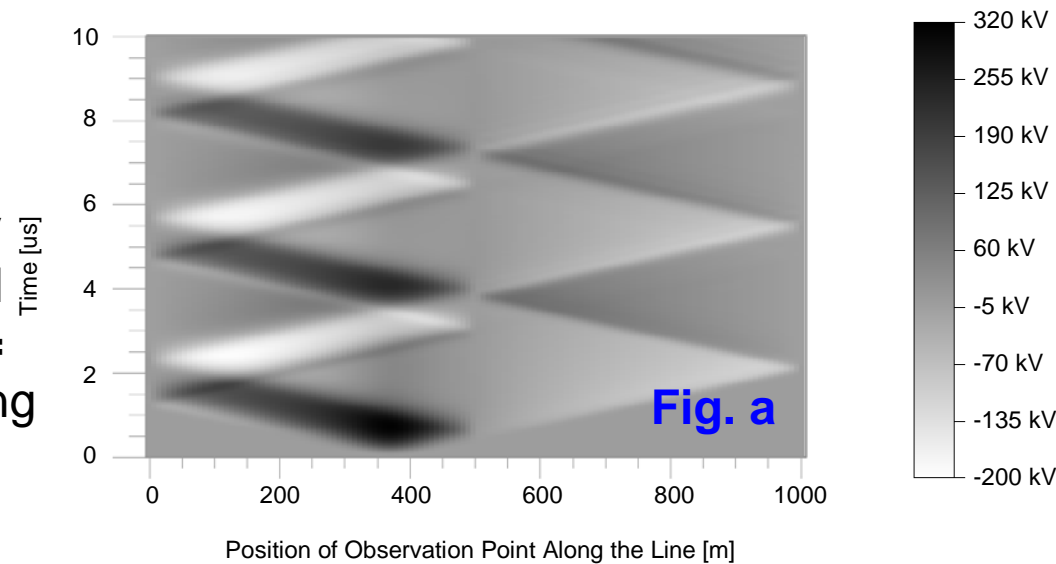 10
8
6
4
2
0
Time [us]
ng
Fig. a
0 200 400 600 800 1000
Position of Observation Point Along the Line [m]
320 kV
255 kV
190 kV
125 kV
60 kV
-5 kV
-70 kV
-135 kV
-200 kV